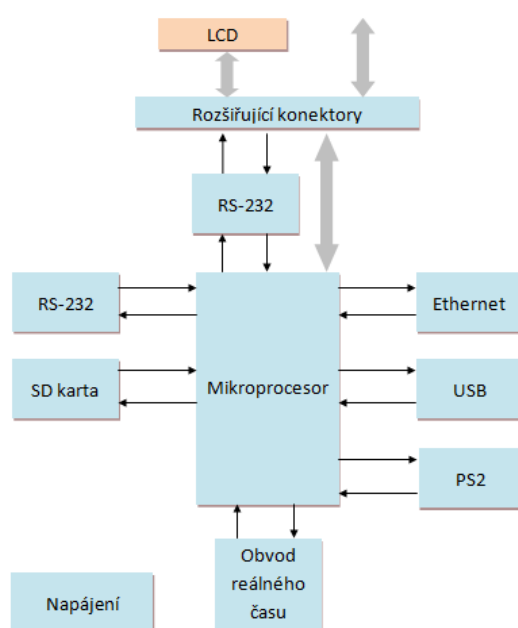 LCD
Rozšiřující konektory
RS-232
RS-232
Ethernet
SD karta
Mikroprocesor
USB
PS2
Obvod
reálného
času
Napájení